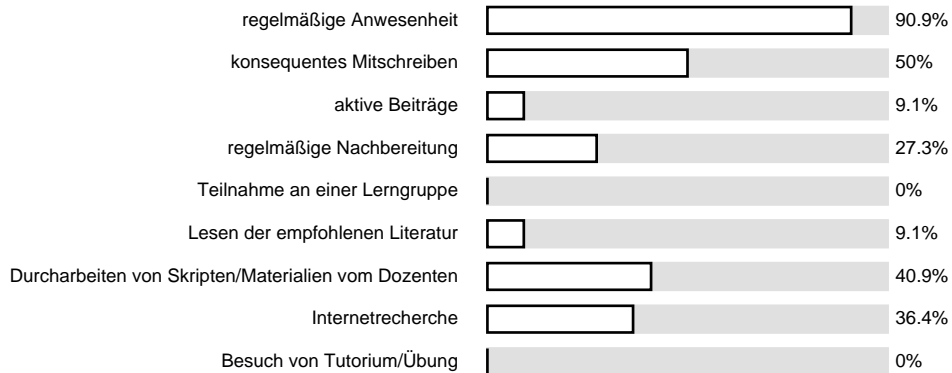 regelmäßige Anwesenheit 90.9%
konsequentes Mitschreiben 50%
aktive Beiträge 9.1%
regelmäßige Nachbereitung 27.3%
Teilnahme an einer Lerngruppe 0%
Lesen der empfohlenen Literatur 9.1%
Durcharbeiten von Skripten/Materialien vom Dozenten 40.9%
Internetrecherche 36.4%
Besuch von Tutorium/Übung 0%